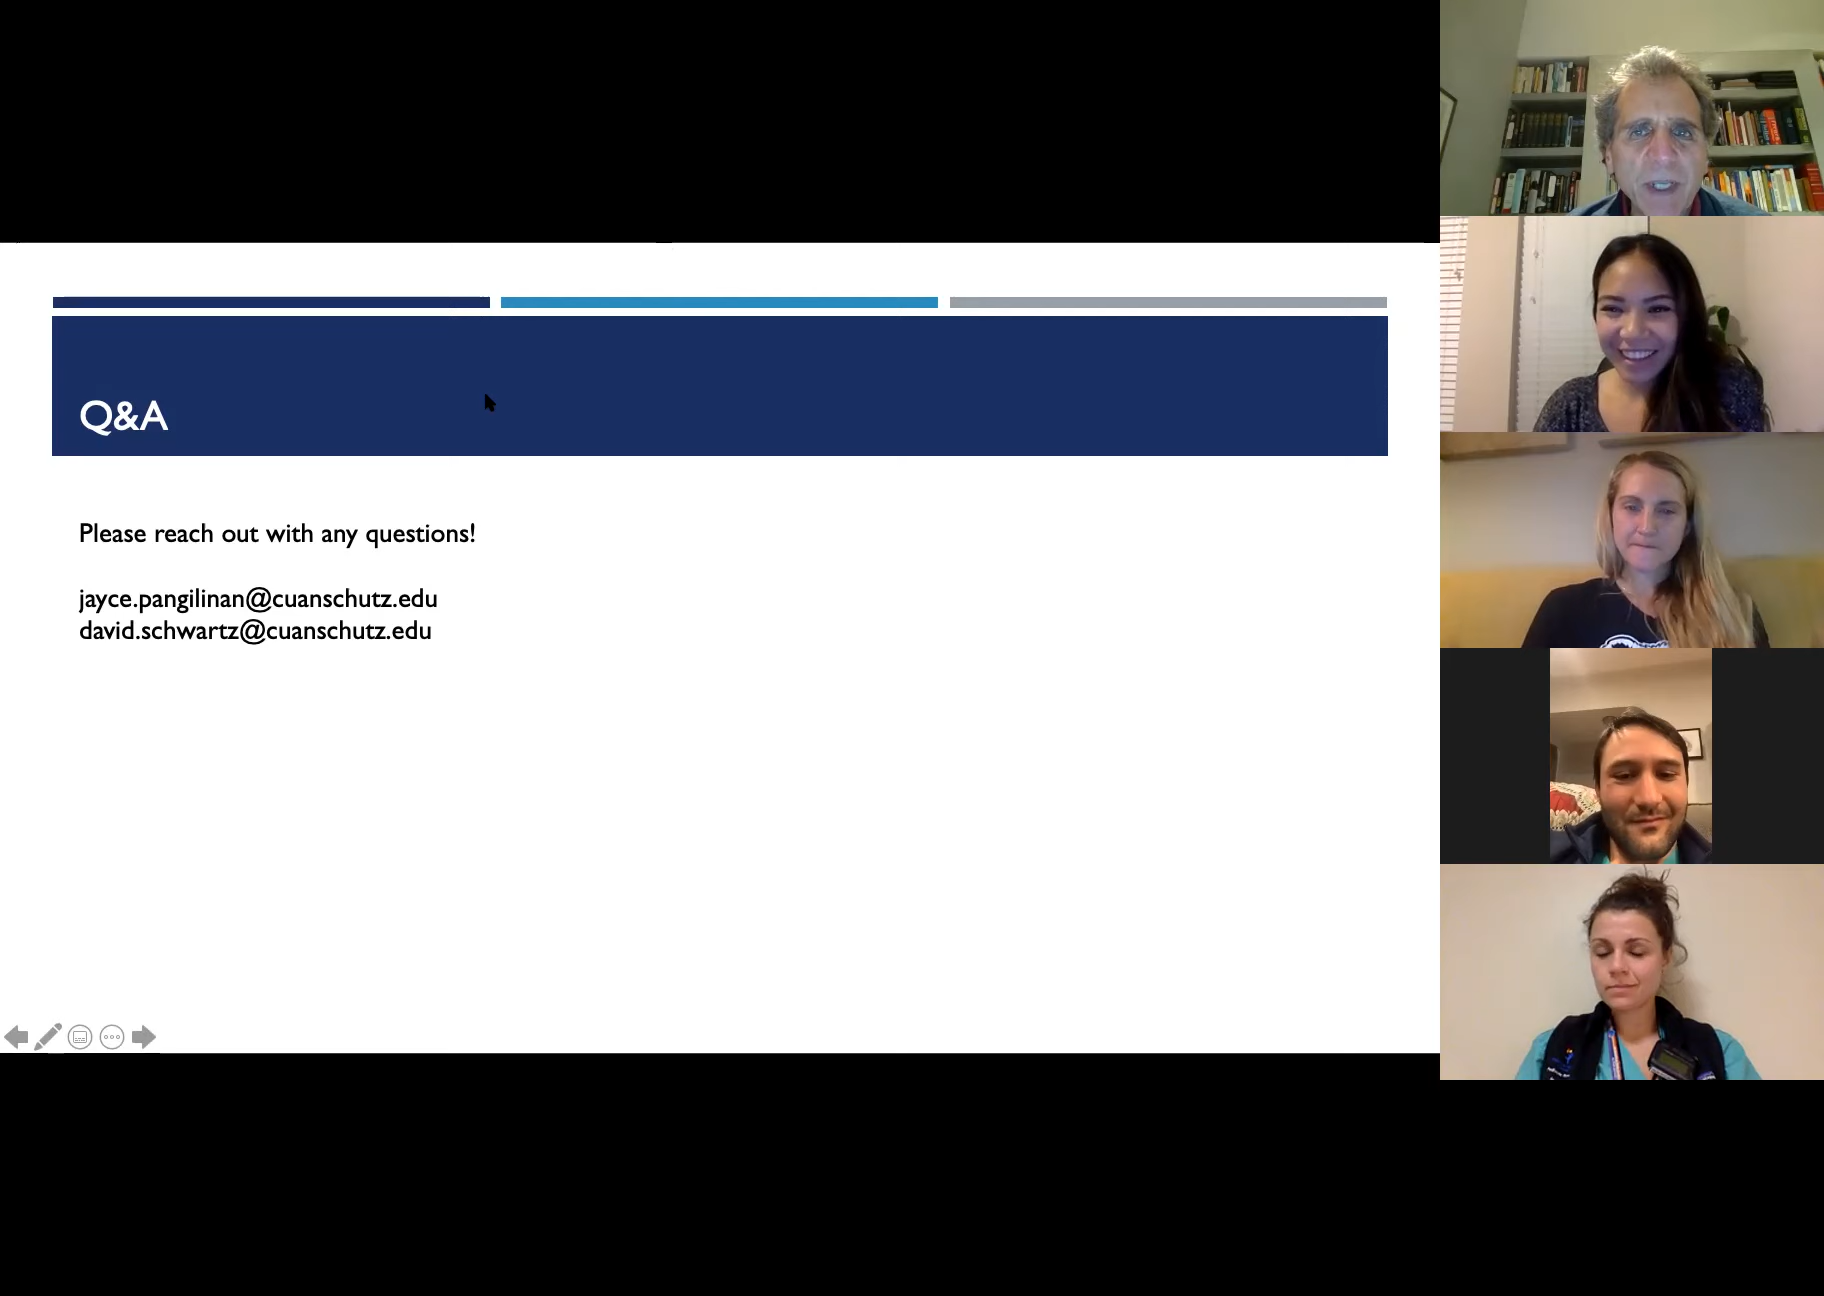 Q&A
Please reach out with any questions!
jayce.pangilinan@cuanschutz.edu
david.schwartz@cuanschutz.edu